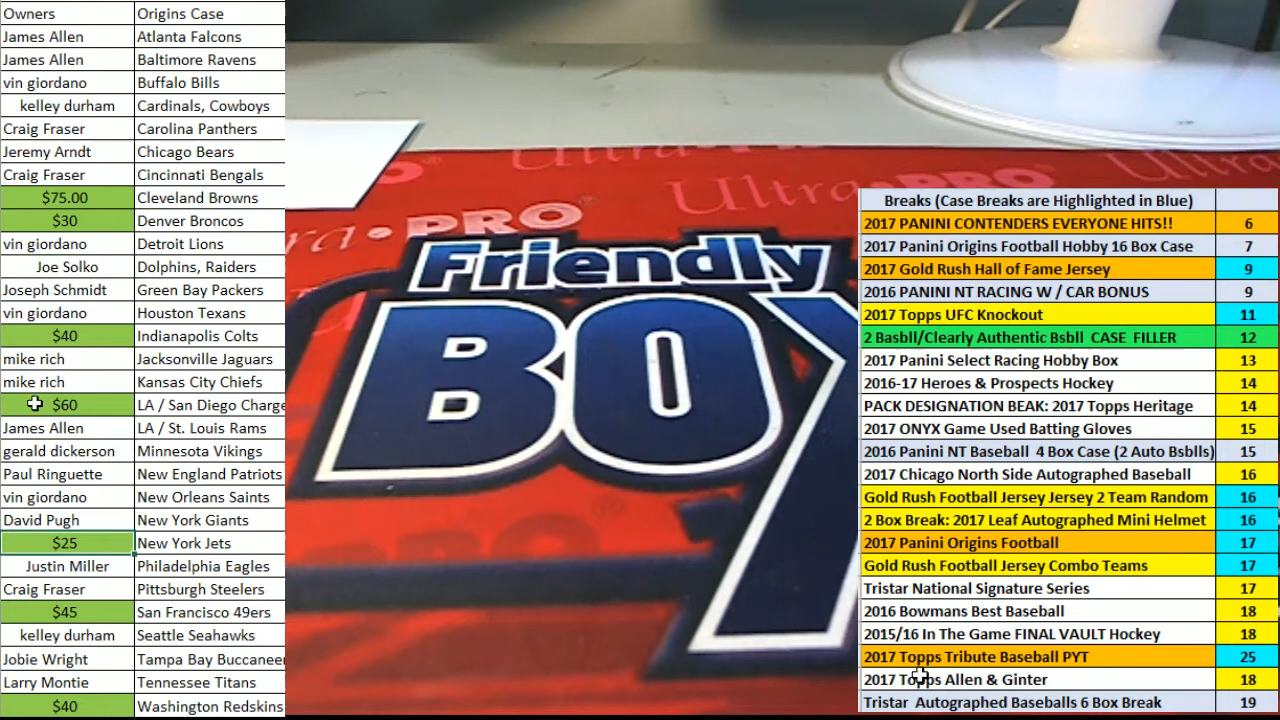 Owners Origins Case
James Allen Atlanta Falcons
James Allen Baltimore Ravens
vin giordano Buffalo Bills
kelley durham Cardinals, Cowboys
Craig Fraser Carolina Panthers
Jeremy Arndt Chicago Bears
Craig Fraser Cincinnati Bengals
$75.00 Cleveland Browns
$30 Denver Broncos
vin giordano Detroit Lions
Joe Solko Dolphins, Raiders
Joseph Schmidt Green Bay Packers
vin giordano Houston Texans
$40 Indianapolis Colts
mike rich Jacksonville Jaguars
mike rich Kansas City Chiefs
$60 LA / San Diego Charge
James Allen LA / St. Louis Rams
gerald dickerson Minnesota Vikings
Paul Ringuette New England Patriots
vin giordano New Orleans Saints
David Pugh New York Giants
$25 New York Jets
Justin Miller Philadelphia Eagles
Craig Fraser Pittsburgh Steelers
$45 San Francisco 49ers
kelley durham Seattle Seahawks
Jobie Wright Tampa Bay Buccaneer
Larry Montie Tennessee Titans
$40 Washington Redskins
Ultra
Ultra·PRO®
ra·PRO®
Friendly
BOY
Breaks (Case Breaks are Highlighted in Blue)
2017 PANINI CONTENDERS EVERYONE HITS!! 6
2017 Panini Origins Football Hobby 16 Box Case 7
2017 Gold Rush Hall of Fame Jersey 9
2016 PANINI NT RACING W / CAR BONUS 9
2017 Topps UFC Knockout 11
2 Basbll/Clearly Authentic Bsbll CASE FILLER 12
2017 Panini Select Racing Hobby Box 13
2016-17 Heroes & Prospects Hockey 14
PACK DESIGNATION BEAK: 2017 Topps Heritage 14
2017 ONYX Game Used Batting Gloves 15
2016 Panini NT Baseball 4 Box Case (2 Auto Bsblls) 15
2017 Chicago North Side Autographed Baseball 16
Gold Rush Football Jersey Jersey 2 Team Random 16
2 Box Break: 2017 Leaf Autographed Mini Helmet 16
2017 Panini Origins Football 17
Gold Rush Football Jersey Combo Teams 17
Tristar National Signature Series 17
2016 Bowmans Best Baseball 18
2015/16 In The Game FINAL VAULT Hockey 18
2017 Topps Tribute Baseball PYT 25
2017 Topps Allen & Ginter 18
Tristar Autographed Baseballs 6 Box Break 19